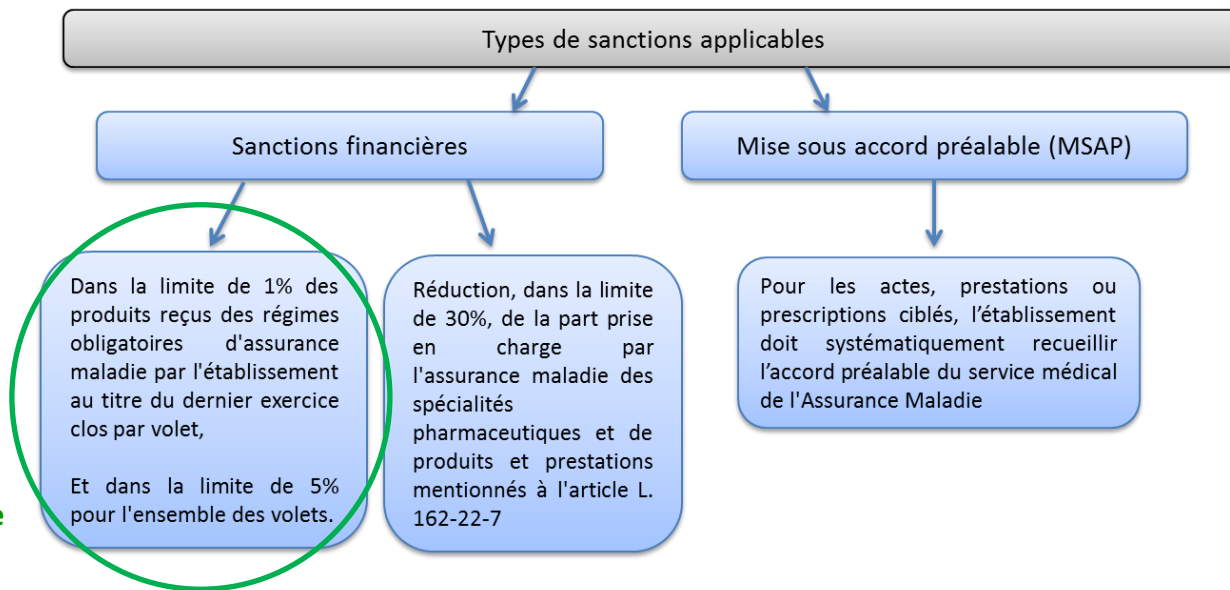 Types de sanctions applicables
Sanctions financières
Mise sous accord préalable (MSAP)
Dans la limite de 1% des
produits reçus des régimes
obligatoires d'assurance
maladie par l'établissement
au titre du dernier exercice
clos par volet,
Et dans la limite de 5%
pour l'ensemble des volets.
Réduction, dans la limite
de 30%, de la part prise
en charge par
l'assurance maladie des
spécialités
pharmaceutiques et de
produits et prestations
mentionnés à l'article L.
162-22-7
Pour les actes, prestations ou
prescriptions ciblés, l’établissement
doit systématiquement recueillir
l’accord préalable du service médical
de l'Assurance Maladie
e